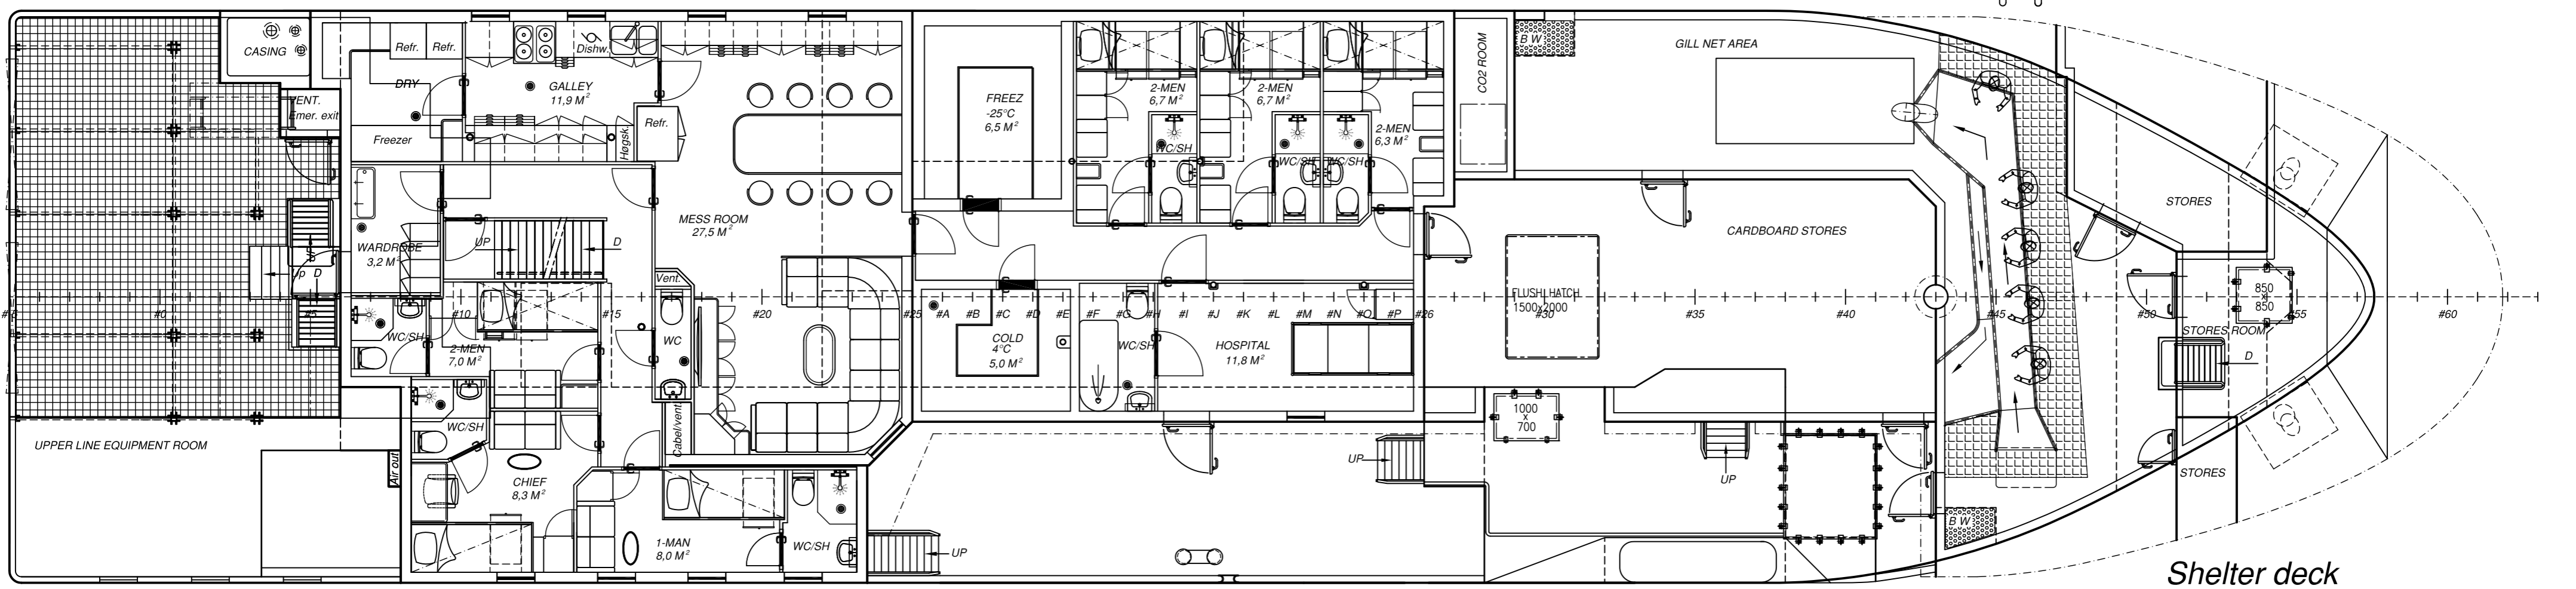 CASING
VENT.
Emer. exit
Refr.
Refr.
DRY
Freezer
Dishw.
GALLEY
11,9 M²
Høgsk.
Refr.
MESS ROOM
27,5 M²
FREEZ
-25°C
6,5 M²
2-MEN
6,7 M²
WC/SH
2-MEN
6,7 M²
WC/SH
WC/SH
2-MEN
6,3 M²
CO2 ROOM
B W
GILL NET AREA
STORES
WARDROBE
3,2 M²
UP
D
Up
D
CARDBOARD STORES
FLUSH HATCH
1500x2000
#0
#5
#10
#15
#20
#25
#A
#B
#C
#D
#E
#F
#G
#H
#I
#J
#K
#L
#M
#N
#O
#P
#26
#30
#35
#40
#45
#50
#55
#60
850
x
850
STORES ROOM
D
WC/SH
2-MEN
7,0 M²
Vent.
WC
COLD
4°C
5,0 M²
WC/SH
HOSPITAL
11,8 M²
1000
x
700
UPPER LINE EQUIPMENT ROOM
Air out
WC/SH
CHIEF
8,3 M²
Cabel/vent
1-MAN
8,0 M²
WC/SH
UP
UP
UP
B W
STORES
Shelter deck